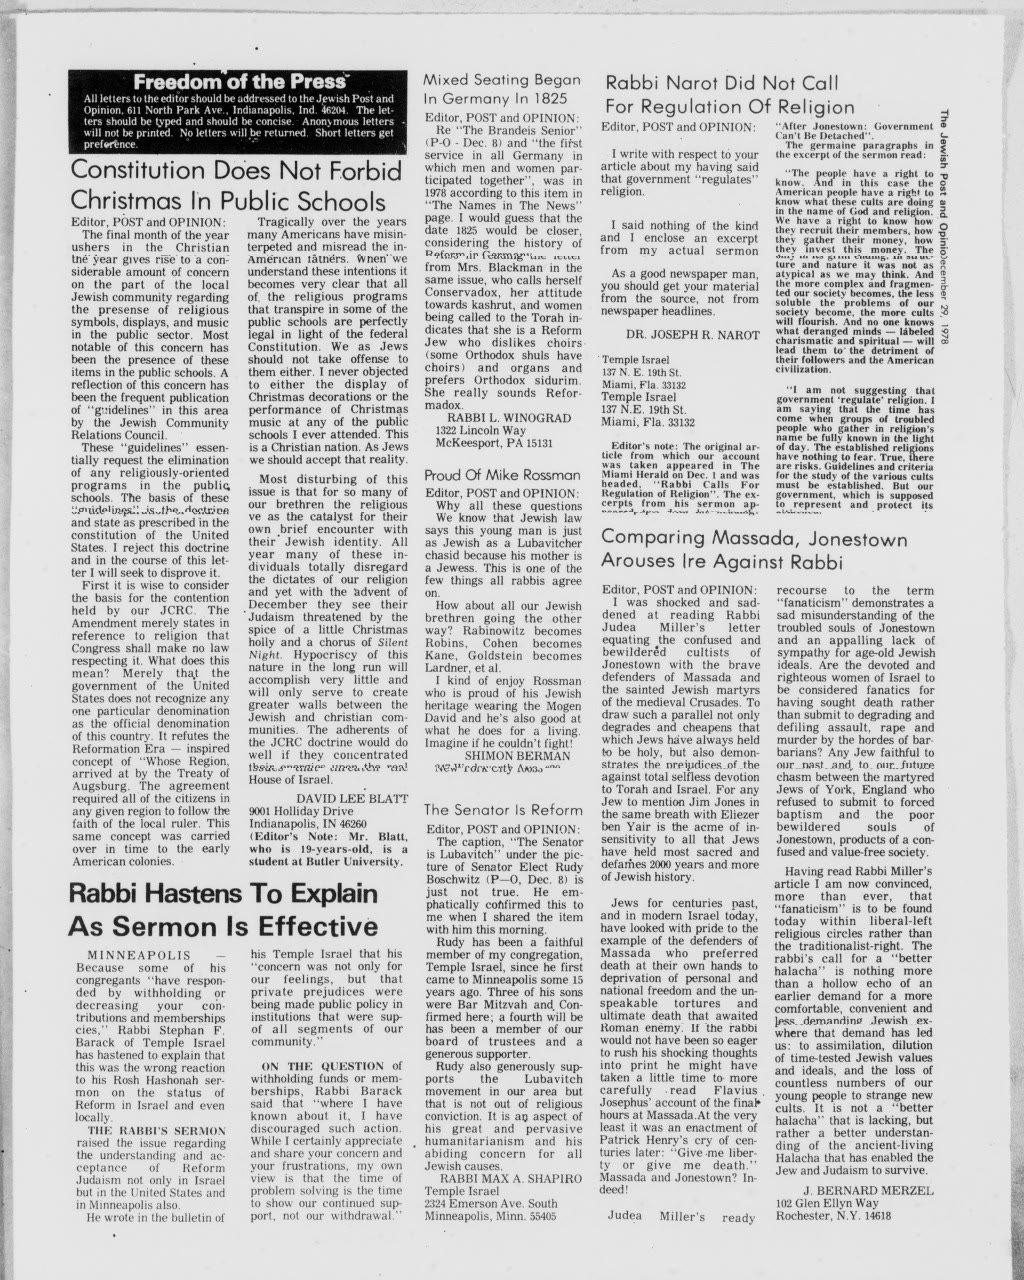 Freedom of the Press
All letters to the editor should be addressed to the Jewish Post and
Opinion, 611 North Park Ave., Indianapolis, Ind. 46204. The let-
ters should be typed and should be concise. Anonymous letters
will not be printed. No letters will be returned. Short letters get
preference.
Constitution Does Not Forbid
Christmas In Public Schools
Editor, POST and OPINION:
The final month of the year
ushers in the Christian
the year gives rise to a con-
siderable amount of concern
on the part of the local
Jewish community regarding
the presense of religious
symbols, displays, and music
in the public sector. Most
notable of this concern has
been the presence of these
items in the public schools. A
reflection of this concern has
been the frequent publication
of "guidelines" in this area
by the Jewish Community
Relations Council.
These "guidelines" essen-
tially request the elimination
of any religiously-oriented
programs in the public
schools. The basis of these
"guidelines" is the doctrine
and state as prescribed in the
constitution of the United
States. I reject this doctrine
and in the course of this let-
ter I will seek to disprove it.
First it is wise to consider
the basis for the contention
held by our JCRC. The
Amendment merely states in
reference to religion that
Congress shall make no law
respecting it. What does this
mean? Merely that the
government of the United
States does not recognize any
one particular denomination
as the official denomination
of this country. It refutes the
Reformation Era — inspired
concept of "Whose Region,
arrived at by the Treaty of
Augsburg. The agreement
required all of the citizens in
any given region to follow the
faith of the local ruler. This
same concept was carried
over in time to the early
American colonies.
Tragically over the years
many Americans have misin-
terpeted and misread the in-
American fathers. When we
understand these intentions it
becomes very clear that all
of the religious programs
that transpire in some of the
public schools are perfectly
legal in light of the federal
Constitution. We as Jews
should not take offense to
them either. I never objected
to either the display of
Christmas decorations or the
performance of Christmas
music at any of the public
schools I ever attended. This
is a Christian nation. As Jews
we should accept that reality.
Most disturbing of this
issue is that for so many of
our brethren the religious
ve as the catalyst for their
own brief encounter with
their Jewish identity. All
year many of these in-
dividuals totally disregard
the dictates of our religion
and yet with the advent of
December they see their
Judaism threatened by the
spice of a little Christmas
holly and a chorus of Silent
Night. Hypocriscy of this
nature in the long run will
accomplish very little and
will only serve to create
greater walls between the
Jewish and christian com-
munities. The adherents of
the JCRC doctrine would do
well if they concentrated
House of Israel.
DAVID LEE BLATT
9001 Holliday Drive
Indianapolis, IN 46260
(Editor's Note: Mr. Blatt,
who is 19-years-old, is a
student at Butler University.
Rabbi Hastens To Explain
As Sermon Is Effective
MINNEAPOLIS —
Because some of his
congregants "have respon-
ded by withholding or
decreasing your con-
tributions and memberships
cies," Rabbi Stephan F.
Barack of Temple Israel
has hastened to explain that
this was the wrong reaction
to his Rosh Hashonah ser-
mon on the status of
Reform in Israel and even
locally.
THE RABBI'S SERMON
raised the issue regarding
the understanding and ac-
ceptance of Reform
Judaism not only in Israel
but in the United States and
in Minneapolis also.
He wrote in the bulletin of
his Temple Israel that his
"concern was not only for
our feelings, but that
private prejudices were
being made public policy in
institutions that were sup-
of all segments of our
community."
ON THE QUESTION of
withholding funds or mem-
berships, Rabbi Barack
said that "where I have
known about it, I have
discouraged such action.
While I certainly appreciate
and share your concern and
your frustrations, my own
view is that the time of
problem solving is the time
to show our continued sup-
port, not our withdrawal."
Mixed Seating Began
In Germany In 1825
Editor, POST and OPINION:
Re "The Brandeis Senior"
(P-O - Dec. 8) and "the first
service in all Germany in
which men and women par-
ticipated together", was in
1978 according to this item in
"The Names in The News"
page. I would guess that the
date 1825 would be closer,
considering the history of
Reform in Germany the letter
from Mrs. Blackman in the
same issue, who calls herself
Conservadox, her attitude
towards kashrut, and women
being called to the Torah in-
dicates that she is a Reform
Jew who dislikes choirs
(some Orthodox shuls have
choirs) and organs and
prefers Orthodox sidurim.
She really sounds Refor-
madox.
RABBI L. WINOGRAD
1322 Lincoln Way
McKeesport, PA 15131
Proud Of Mike Rossman
Editor, POST and OPINION:
Why all these questions
We know that Jewish law
says this young man is just
as Jewish as a Lubavitcher
chasid because his mother is
a Jewess. This is one of the
few things all rabbis agree
on.
How about all our Jewish
brethren going the other
way? Rabinowitz becomes
Robins, Cohen becomes
Kane, Goldstein becomes
Lardner, et al.
I kind of enjoy Rossman
who is proud of his Jewish
heritage wearing the Mogen
David and he's also good at
what he does for a living.
Imagine if he couldn't fight!
SHIMON BERMAN
The Senator Is Reform
Editor, POST and OPINION:
The caption, "The Senator
is Lubavitch" under the pic-
ture of Senator Elect Rudy
Boschwitz (P—O, Dec. 8) is
just not true. He em-
phatically confirmed this to
me when I shared the item
with him this morning.
Rudy has been a faithful
member of my congregation,
Temple Israel, since he first
came to Minneapolis some 15
years ago. Three of his sons
were Bar Mitzvah and Con-
firmed here; a fourth will be
has been a member of our
board of trustees and a
generous supporter.
Rudy also generously sup-
ports the Lubavitch
movement in our area but
that is not out of religious
conviction. It is an aspect of
his great and pervasive
humanitarianism and his
abiding concern for all
Jewish causes.
RABBI MAX A. SHAPIRO
Temple Israel
2324 Emerson Ave. South
Minneapolis, Minn. 55405
Rabbi Narot Did Not Call
For Regulation Of Religion
Editor, POST and OPINION:
I write with respect to your
article about my having said
that government "regulates"
religion.
I said nothing of the kind
and I enclose an excerpt
from my actual sermon
As a good newspaper man,
you should get your material
from the source, not from
newspaper headlines.
DR. JOSEPH R. NAROT
Temple Israel
137 N. E. 19th St.
Miami, Fla. 33132
Temple Israel
137 N.E. 19th St.
Miami, Fla. 33132
Editor's note: The original ar-
ticle from which our account
was taken appeared in The
Miami Herald on Dec. 1 and was
headed, "Rabbi Calls For
Regulation of Religion". The ex-
cerpts from his sermon ap-
"After Jonestown: Government
Can't Be Detached".
The germaine paragraphs in
the excerpt of the sermon read:
"The people have a right to
know. And in this case the
American people have a right to
know what these cults are doing
in the name of God and religion.
We have a right to know how
they recruit their members, how
they gather their money, how
they invest this money. The
ture and nature it was not as
atypical as we may think. And
the more complex and fragmen-
ted our society becomes, the less
soluble the problems of our
society become, the more cults
will flourish. And no one knows
what deranged minds — labeled
charismatic and spiritual — will
lead them to the detriment of
their followers and the American
civilization.
"I am not suggesting that
government 'regulate' religion. I
am saying that the time has
come when groups of troubled
people who gather in religion's
name be fully known in the light
of day. The established religions
have nothing to fear. True, there
are risks. Guidelines and criteria
for the study of the various cults
must be established. But our
government, which is supposed
to represent and protect its
The Jewish Post and Opinion
December 29, 1978
Comparing Massada, Jonestown
Arouses Ire Against Rabbi
Editor, POST and OPINION:
I was shocked and sad-
dened at reading Rabbi
Judea Miller's letter
equating the confused and
bewildered cultists of
Jonestown with the brave
defenders of Massada and
the sainted Jewish martyrs
of the medieval Crusades. To
draw such a parallel not only
degrades and cheapens that
which Jews have always held
to be holy, but also demon-
strates the prejudices of the
against total selfless devotion
to Torah and Israel. For any
Jew to mention Jim Jones in
the same breath with Eliezer
ben Yair is the acme of in-
sensitivity to all that Jews
have held most sacred and
defames 2000 years and more
of Jewish history.
Jews for centuries past,
and in modern Israel today,
have looked with pride to the
example of the defenders of
Massada who preferred
death at their own hands to
deprivation of personal and
national freedom and the un-
speakable tortures and
ultimate death that awaited
Roman enemy. If the rabbi
would not have been so eager
to rush his shocking thoughts
into print he might have
taken a little time to more
carefully read Flavius
Josephus' account of the final
hours at Massada. At the very
least it was an enactment of
Patrick Henry's cry of cen-
turies later: "Give me liber-
ty or give me death."
Massada and Jonestown? In-
deed!
Judea Miller's ready
recourse to the term
"fanaticism" demonstrates a
sad misunderstanding of the
troubled souls of Jonestown
and an appalling lack of
sympathy for age-old Jewish
ideals. Are the devoted and
righteous women of Israel to
be considered fanatics for
having sought death rather
than submit to degrading and
defiling assault, rape and
murder by the hordes of bar-
barians? Any Jew faithful to
our past and to our future
chasm between the martyred
Jews of York, England who
refused to submit to forced
baptism and the poor
bewildered souls of
Jonestown, products of a con-
fused and value-free society.
Having read Rabbi Miller's
article I am now convinced,
more than ever, that
"fanaticism" is to be found
today within liberal-left
religious circles rather than
the traditionalist-right. The
rabbi's call for a "better
halacha" is nothing more
than a hollow echo of an
earlier demand for a more
comfortable, convenient and
less demanding Jewish ex-
where that demand has led
us: to assimilation, dilution
of time-tested Jewish values
and ideals, and the loss of
countless numbers of our
young people to strange new
cults. It is not a "better
halacha" that is lacking, but
rather a better understan-
ding of the ancient-living
Halacha that has enabled the
Jew and Judaism to survive.
J. BERNARD MERZEL
102 Glen Ellyn Way
Rochester, N.Y. 14618